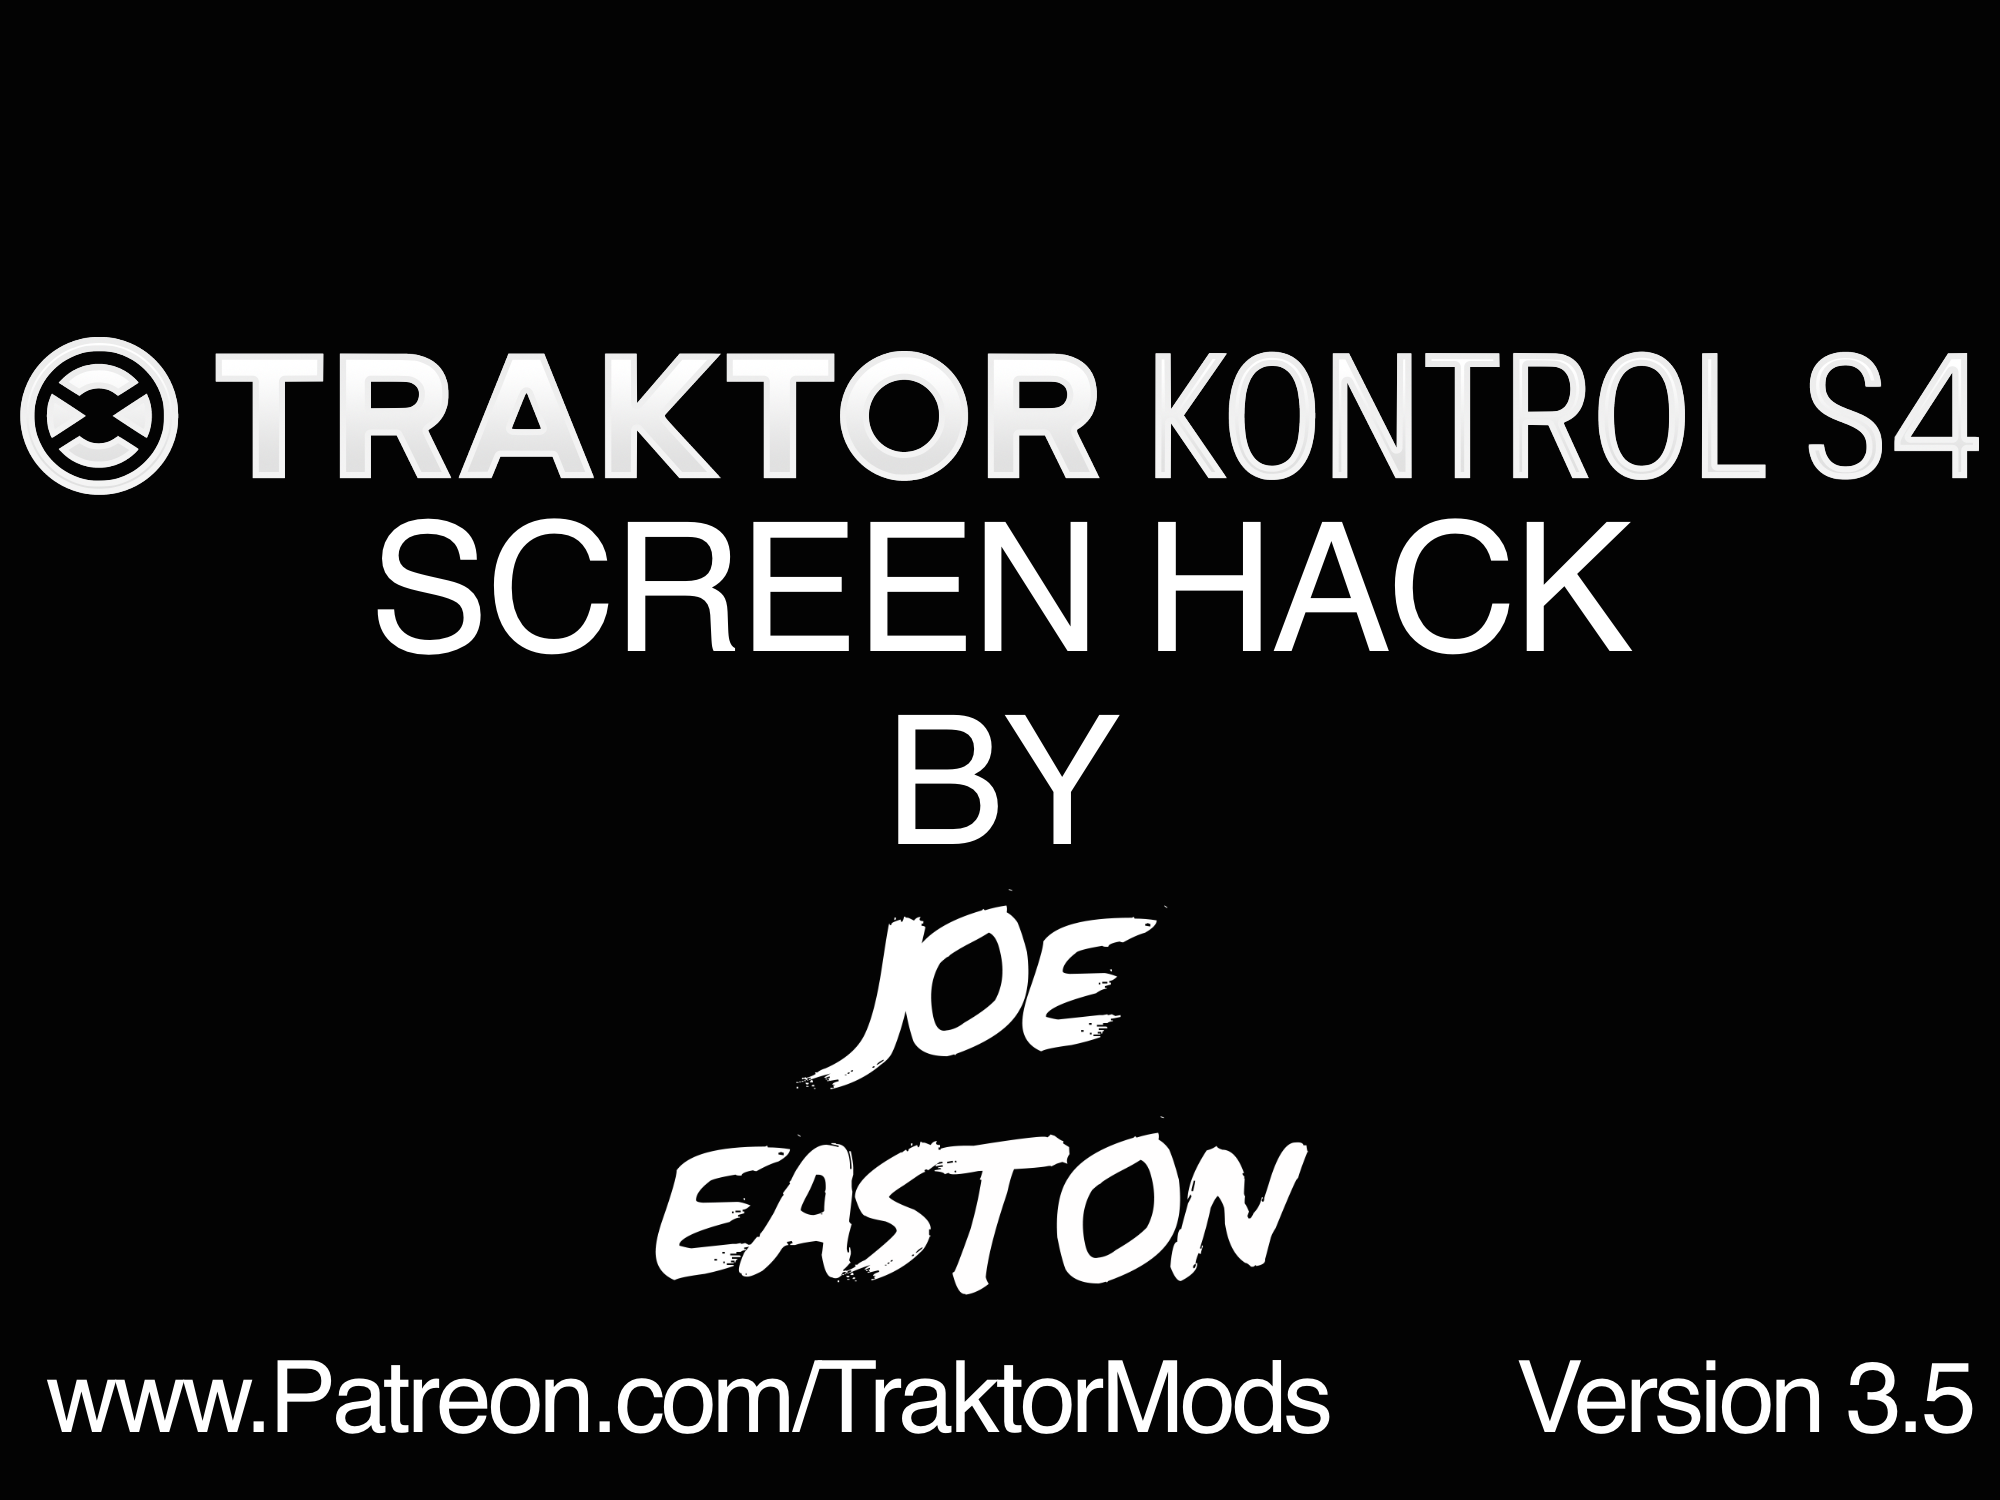 TRAKTOR KONTROL S4
SCREEN HACK
BY
JOE
EASTON
www.Patreon.com/TraktorMods Version 3.5